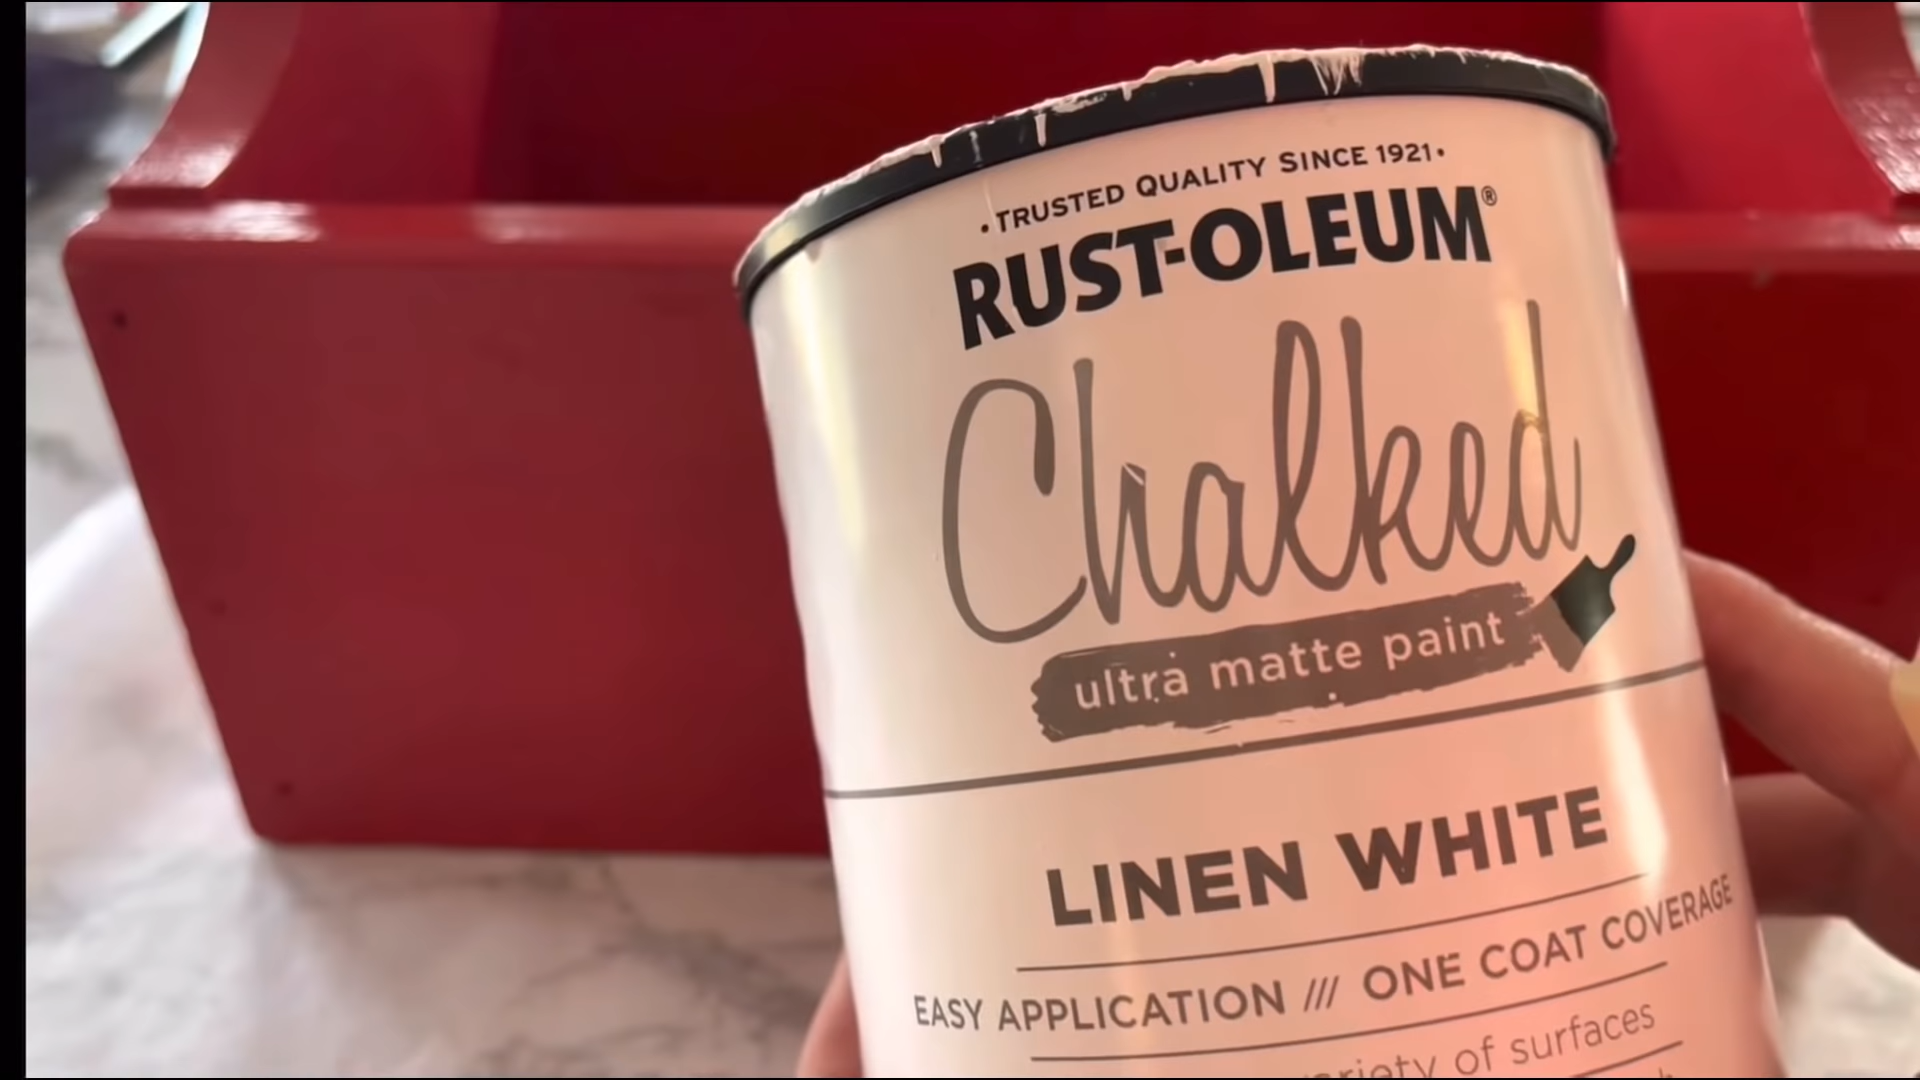 • TRUSTED QUALITY SINCE 1921 •
RUST-OLEUM®
Chalked
ultra matte paint
LINEN WHITE
EASY APPLICATION /// ONE COAT COVERAGE
of surfaces